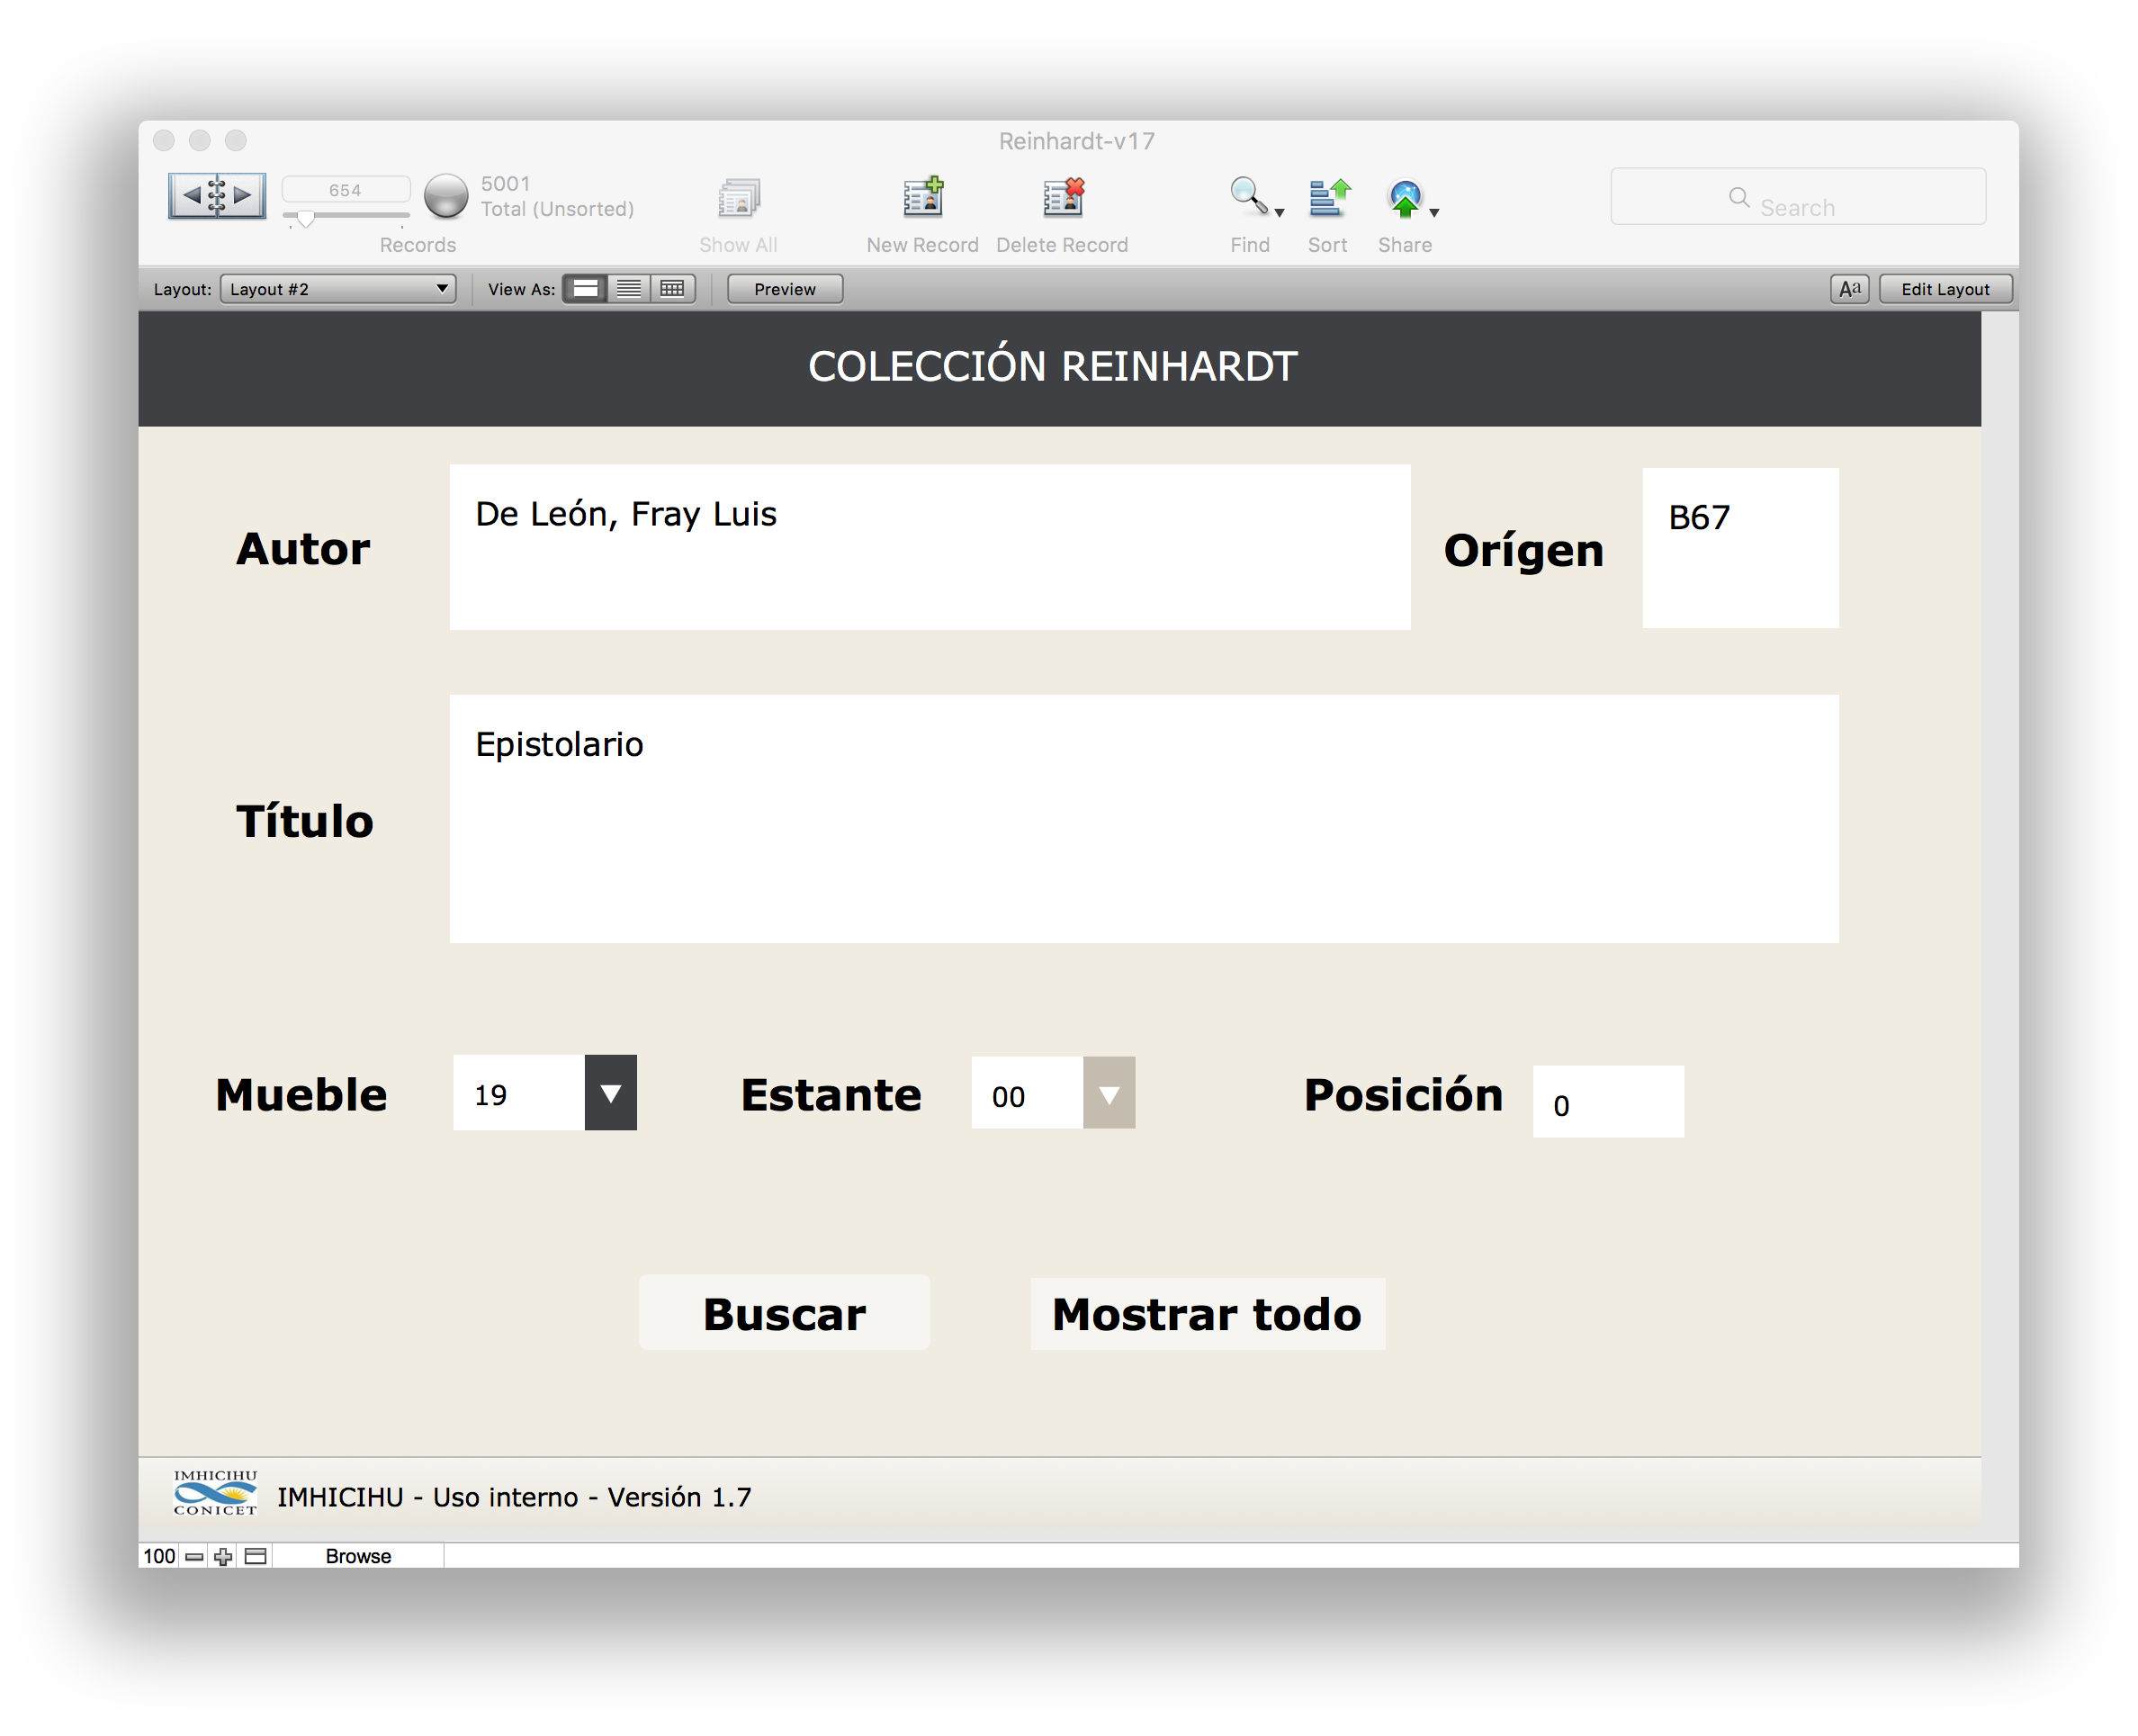 Reinhardt-v17
654
5001
Total (Unsorted)
Records
Show All
New Record
Delete Record
Find
Sort
Share
Search
Layout: Layout #2
View As:
Preview
Aa
Edit Layout
COLECCIÓN REINHARDT
Autor
De León, Fray Luis
Orígen
B67
Título
Epistolario
Mueble
19
Estante
00
Posición
0
Buscar
Mostrar todo
IMHICIHU
CONICET
IMHICIHU - Uso interno - Versión 1.7
100
Browse